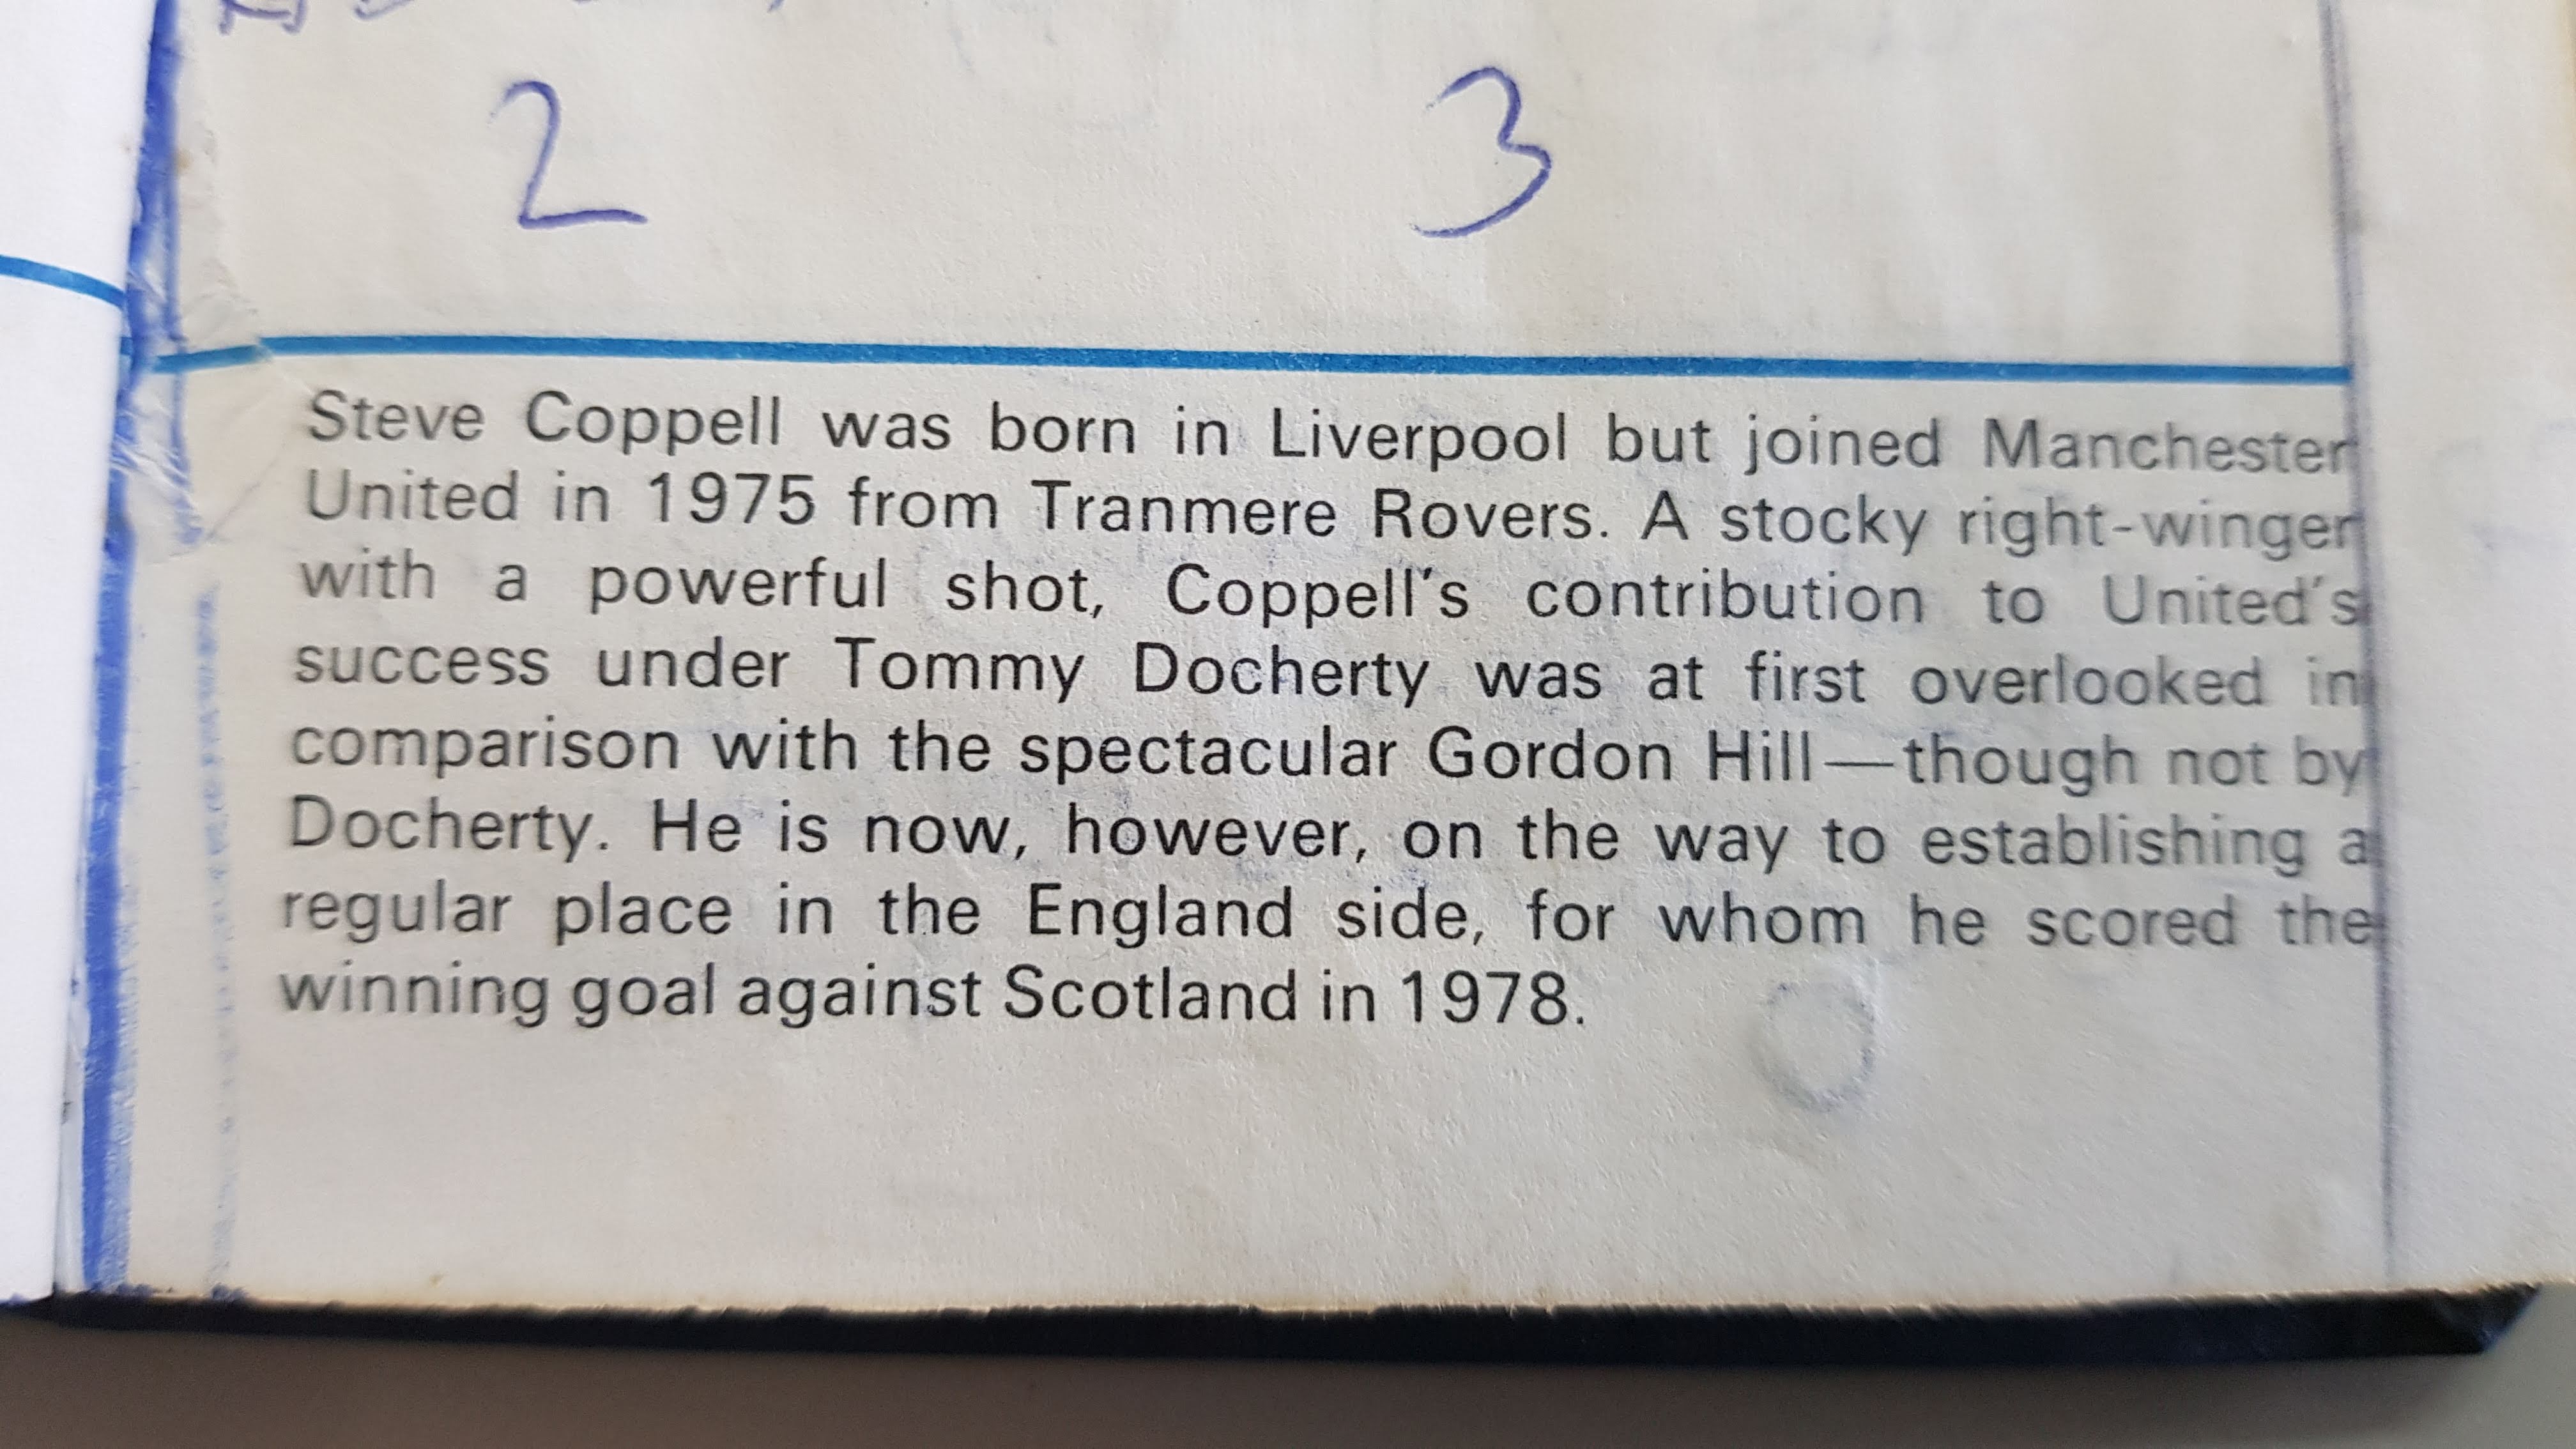 2 3
Steve Coppell was born in Liverpool but joined Manchester
United in 1975 from Tranmere Rovers. A stocky right-winger
with a powerful shot, Coppell's contribution to United's
success under Tommy Docherty was at first overlooked in
comparison with the spectacular Gordon Hill—though not by
Docherty. He is now, however, on the way to establishing a
regular place in the England side, for whom he scored the
winning goal against Scotland in 1978.